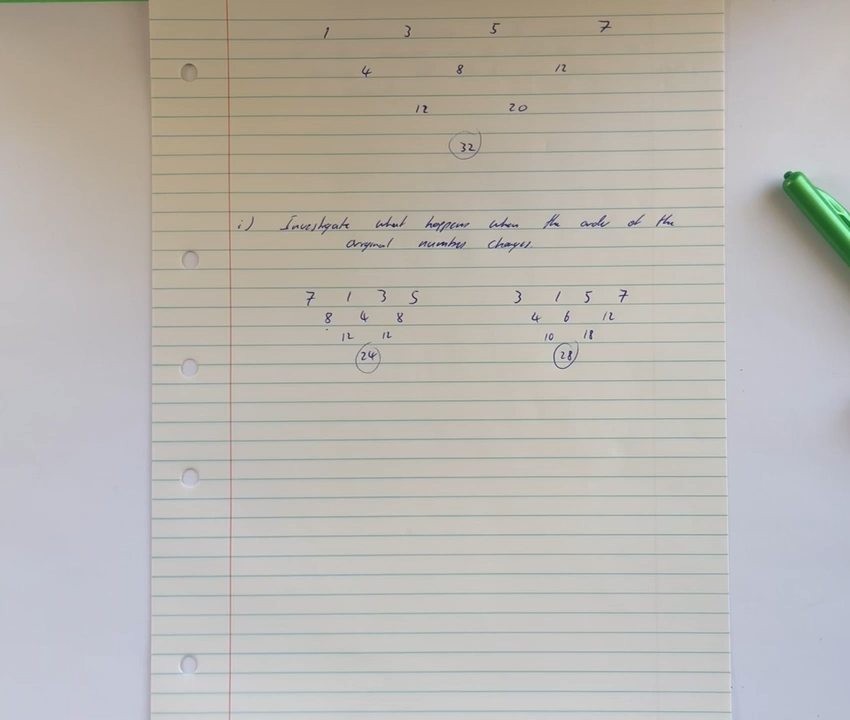 1 3 5 7
4 8 12
12 20
32
i) Investigate what happens when the order of the
original number changes.
7 1 3 5 3 1 5 7
8 4 8 4 6 12
12 12 10 18
24 28